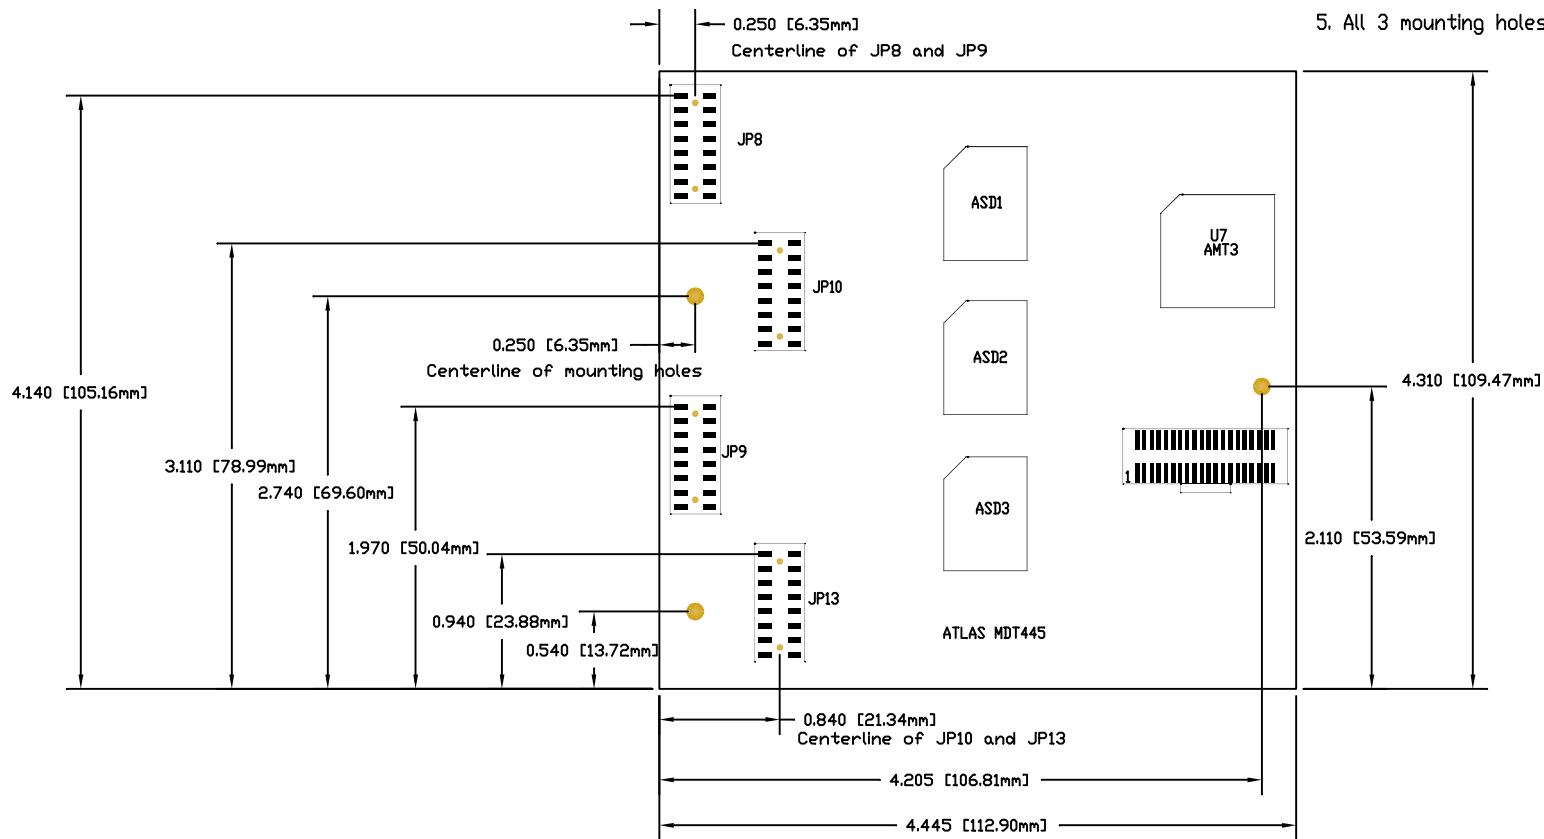 0.250 [6.35mm]
Centerline of JP8 and JP9
5. All 3 mounting holes
JP8
ASD1
U7
AMT3
JP10
0.250 [6.35mm]
Centerline of mounting holes
ASD2
4.140 [105.16mm]
4.310 [109.47mm]
JP9
3.110 [78.99mm]
1
2.740 [69.60mm]
ASD3
1.970 [50.04mm]
2.110 [53.59mm]
JP13
0.940 [23.88mm]
ATLAS MDT445
0.540 [13.72mm]
0.840 [21.34mm]
Centerline of JP10 and JP13
4.205 [106.81mm]
4.445 [112.90mm]